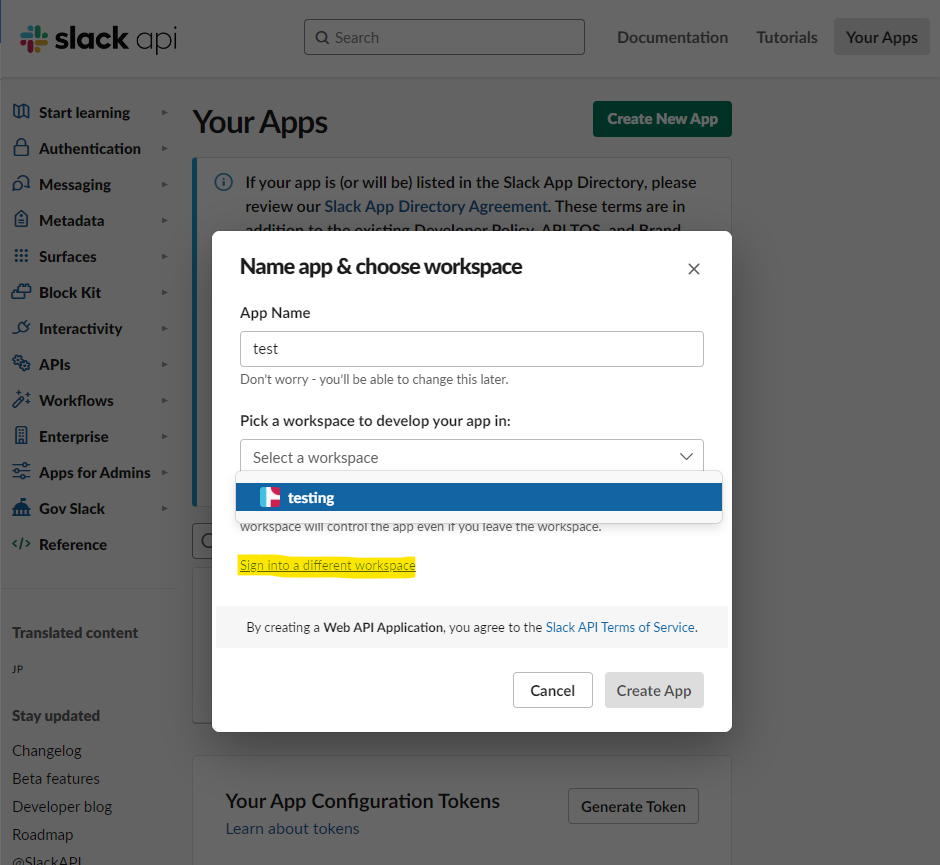 slack api
Search
Documentation
Tutorials
Your Apps
Start learning
Authentication
Messaging
Metadata
Surfaces
Block Kit
Interactivity
APIs
Workflows
Enterprise
Apps for Admins
Gov Slack
Reference
Translated content
JP
Stay updated
Changelog
Beta features
Developer blog
Roadmap
@SlackAPI
Your Apps
Create New App
If your app is (or will be) listed in the Slack App Directory, please
review our Slack App Directory Agreement. These terms are in
addition to the existing Developer Policy, API TOS, and Brand
Name app & choose workspace
App Name
test
Don't worry - you'll be able to change this later.
Pick a workspace to develop your app in:
Select a workspace
testing
workspace will control the app even if you leave the workspace.
Sign into a different workspace
By creating a Web API Application, you agree to the Slack API Terms of Service.
Cancel
Create App
Your App Configuration Tokens
Learn about tokens
Generate Token